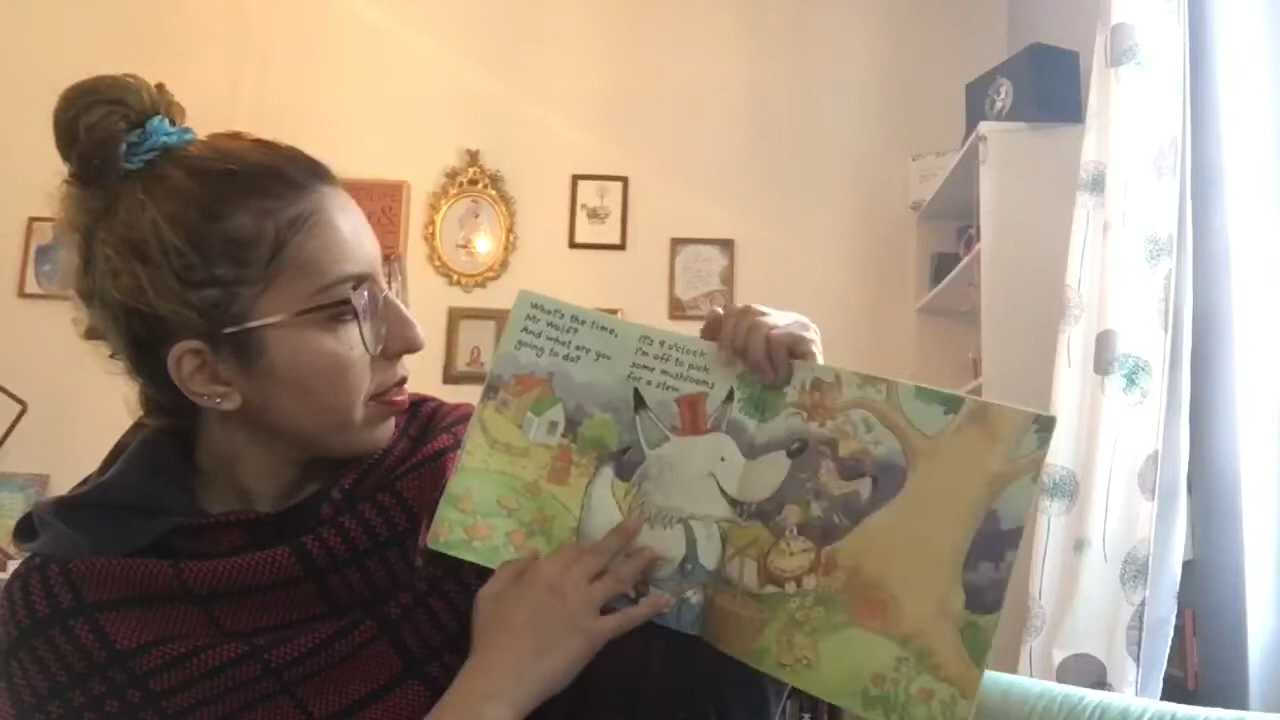 What's the time,
Mr Wolf?
And what are you
going to do?
It's 9 o'clock
I'm off to pick
some mushrooms
for a stew
&